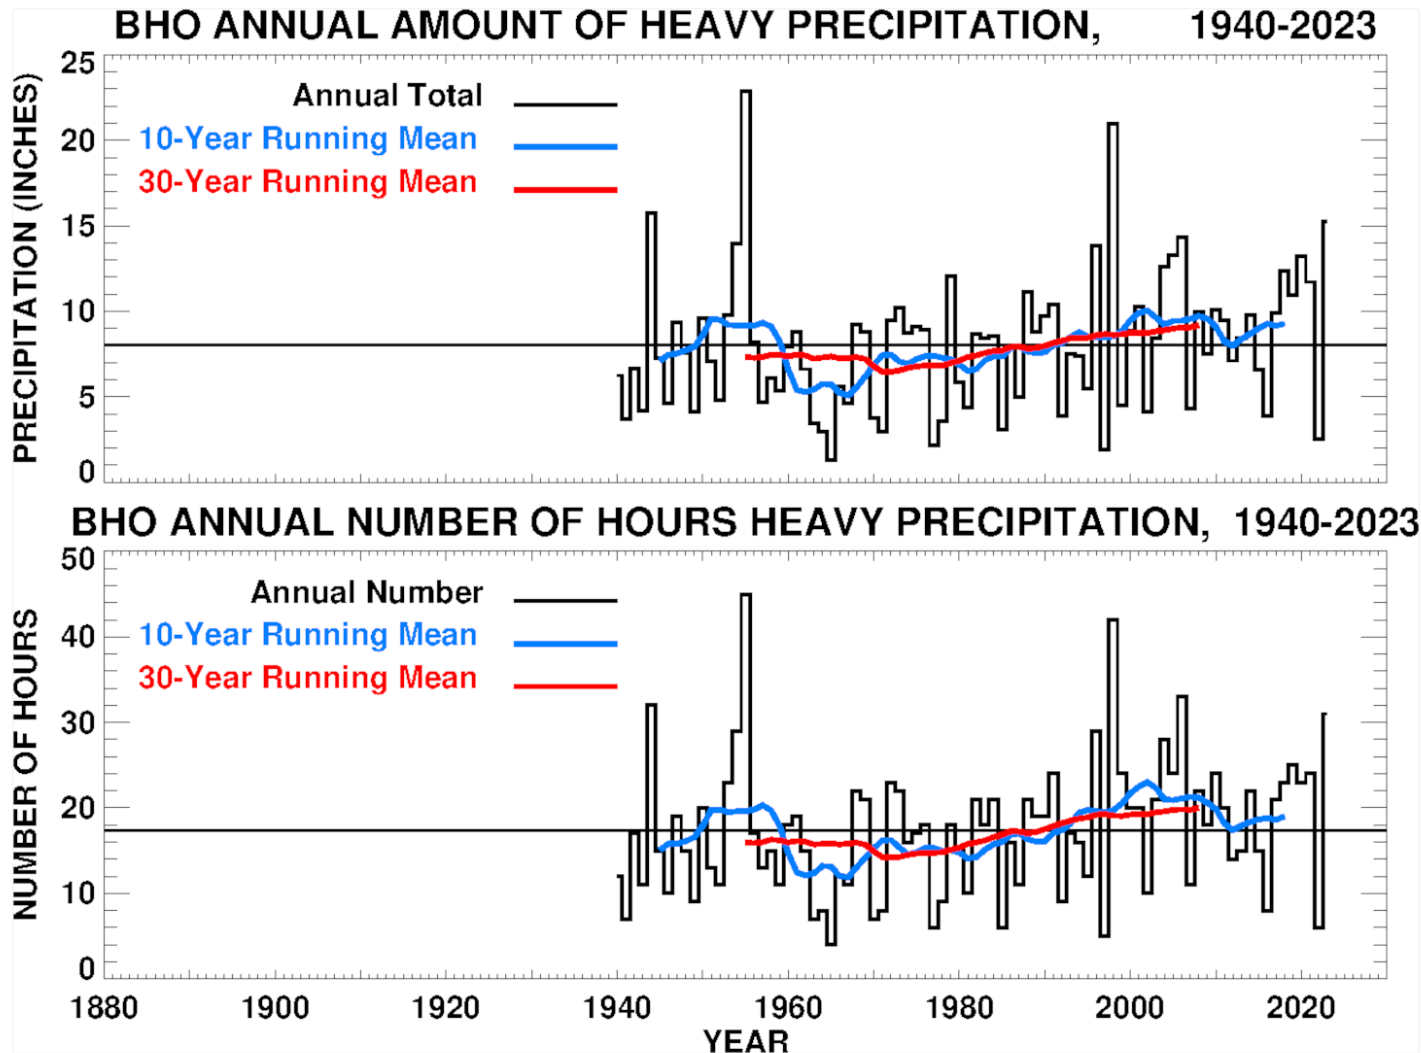 BHO ANNUAL AMOUNT OF HEAVY PRECIPITATION, 1940-2023
PRECIPITATION (INCHES)
25
20
15
10
5
0
Annual Total
10-Year Running Mean
30-Year Running Mean
BHO ANNUAL NUMBER OF HOURS HEAVY PRECIPITATION, 1940-2023
NUMBER OF HOURS
50
40
30
20
10
0
Annual Number
10-Year Running Mean
30-Year Running Mean
1880 1900 1920 1940 1960 1980 2000 2020
YEAR